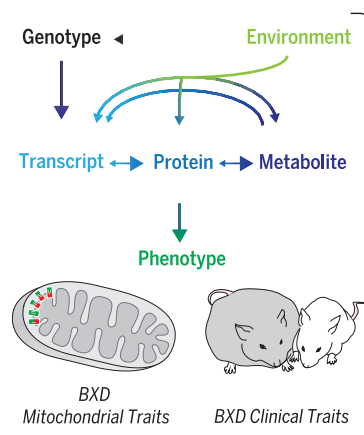 Genotype Environment
Transcript Protein Metabolite
Phenotype
BXD
Mitochondrial Traits
BXD Clinical Traits